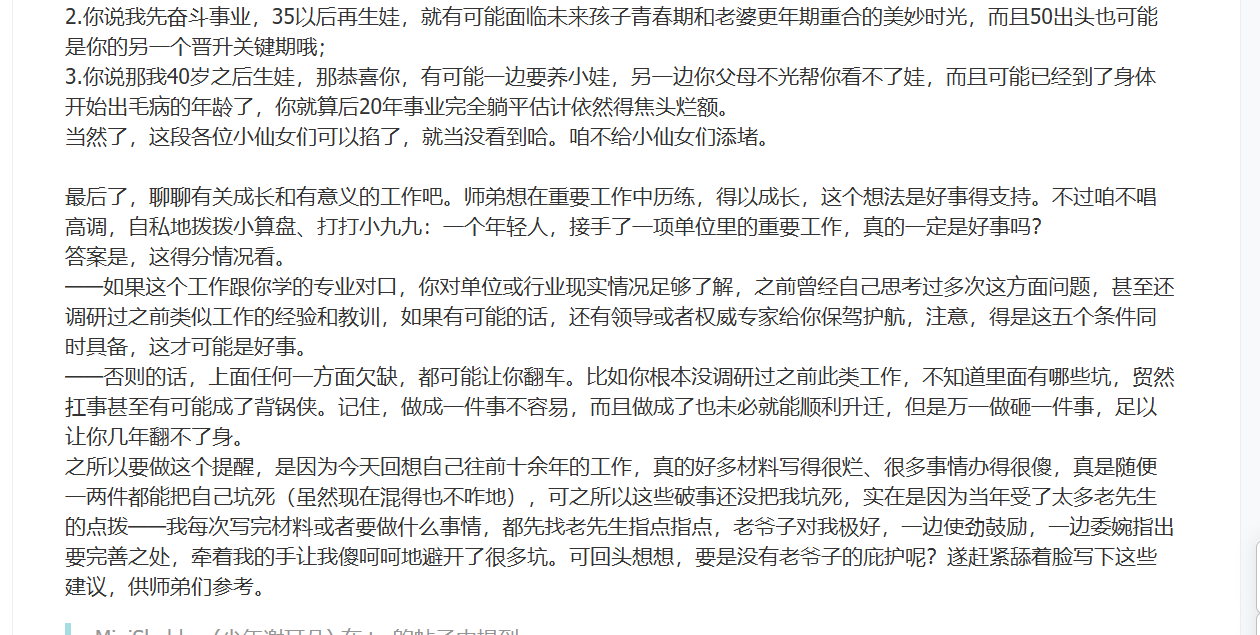 2.你说我先奋斗事业，35以后再生娃，就有可能面临未来孩子青春期和老婆更年期重合的美妙时光，而且50出头也可能
是你的另一个晋升关键期哦；
3.你说那我40岁之后生娃，那恭喜你，有可能一边要养小娃，另一边你父母不光帮你看不了娃，而且可能已经到了身体
开始出毛病的年龄了，你就算后20年事业完全躺平估计依然得焦头烂额。
当然了，这段各位小仙女们可以掐了，就当没看到哈。咱不给小仙女们添堵。
最后了，聊聊有关成长和有意义的工作吧。师弟想在重要工作中历练，得以成长，这个想法是好事得支持。不过咱不唱
高调，自私地拨拨小算盘、打打小九九：一个年轻人，接手了一项单位里的重要工作，真的一定是好事吗？
答案是，这得分情况看。
——如果这个工作跟你学的专业对口，你对单位或行业现实情况足够了解，之前曾经自己思考过多次这方面问题，甚至还
调研过之前类似工作的经验和教训，如果有可能的话，还有领导或者权威专家给你保驾护航，注意，得是这五个条件同
时具备，这才可能是好事。
——否则的话，上面任何一方面欠缺，都可能让你翻车。比如你根本没调研过之前此类工作，不知道里面有哪些坑，贸然
扛事甚至有可能成了背锅侠。记住，做成一件事不容易，而且做成了也未必就能顺利升迁，但是万一做砸一件事，足以
让你几年翻不了身。
之所以要做这个提醒，是因为今天回想自己往前十余年的工作，真的好多材料写得很烂、很多事情办得很傻，真是随便
一两件都能把自己坑死（虽然现在混得也不咋地），可之所以这些破事还没把我坑死，实在是因为当年受了太多老先生
的点拨——我每次写完材料或者要做什么事情，都先找老先生指点指点，老爷子对我极好，一边使劲鼓励，一边委婉指出
要完善之处，牵着我的手让我傻呵呵地避开了很多坑。可回头想想，要是没有老爷子的庇护呢？遂赶紧舔着脸写下这些
建议，供师弟们参考。